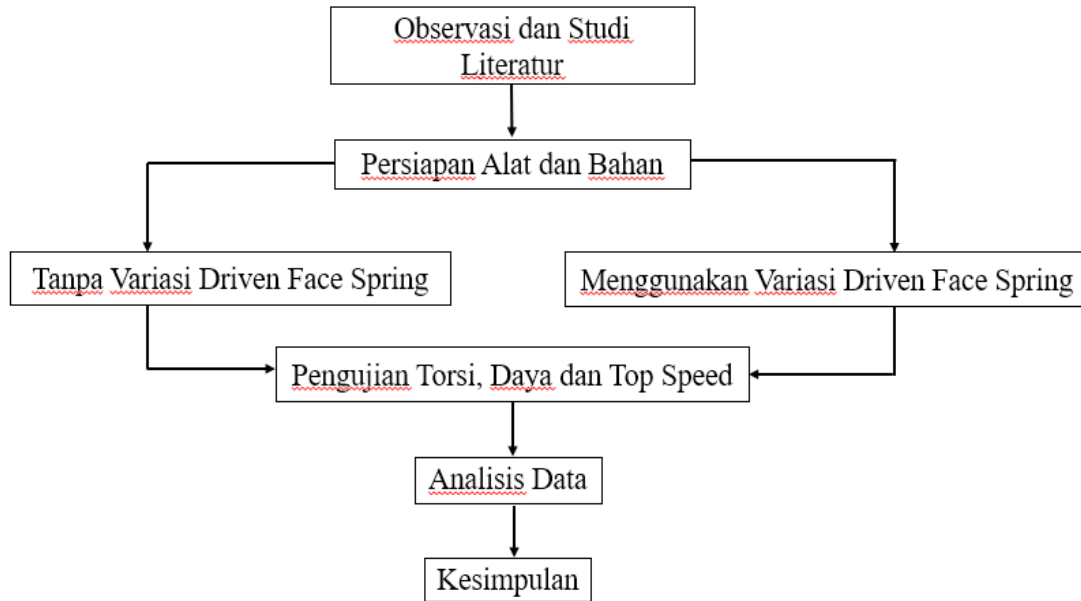 Observasi dan Studi
Literatur
Persiapan Alat dan Bahan
Tanpa Variasi Driven Face Spring
Menggunakan Variasi Driven Face Spring
Pengujian Torsi, Daya dan Top Speed
Analisis Data
Kesimpulan